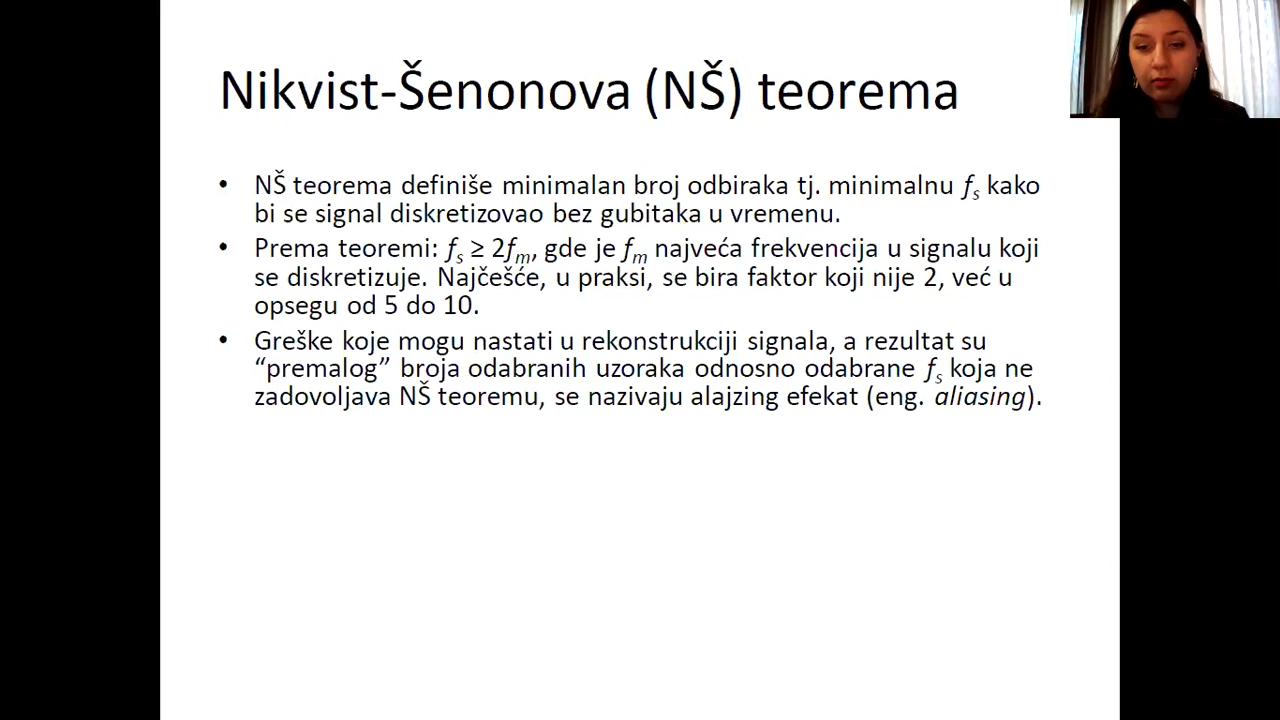 Nikvist-Šenonova (NŠ) teorema
• NŠ teorema definiše minimalan broj odbiraka tj. minimalnu fs kako
bi se signal diskretizovao bez gubitaka u vremenu.
• Prema teoremi: fs ≥ 2fm, gde je fm najveća frekvencija u signalu koji
se diskretizuje. Najčešće, u praksi, se bira faktor koji nije 2, već u
opsegu od 5 do 10.
• Greške koje mogu nastati u rekonstrukciji signala, a rezultat su
“premalog” broja odabranih uzoraka odnosno odabrane fs koja ne
zadovoljava NŠ teoremu, se nazivaju alajzing efekat (eng. aliasing).